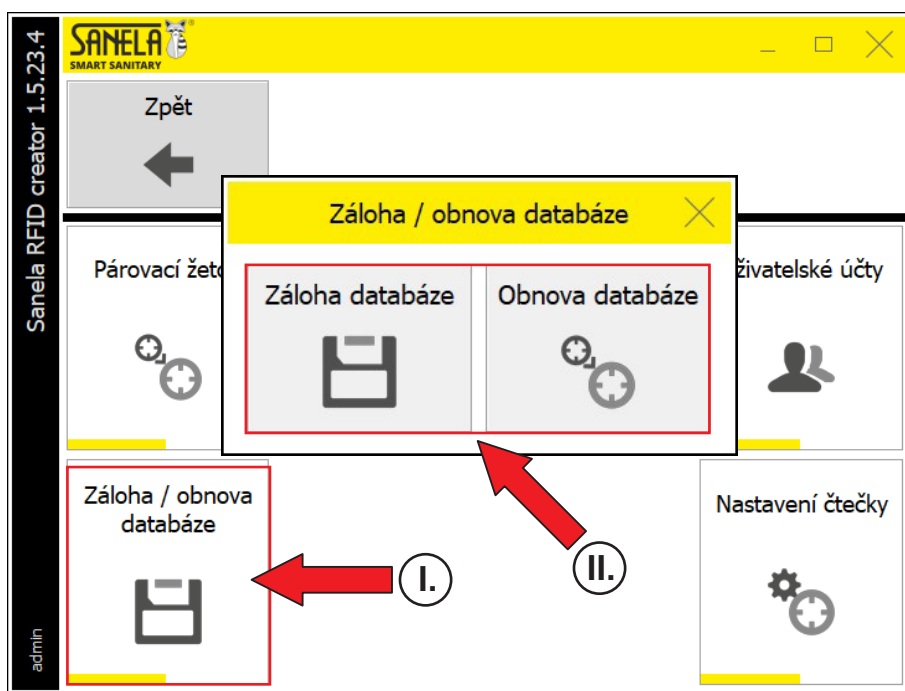 Sanela RFID creator 1.5.23.4
admin
SANELA®
SMART SANITARY
Zpět
Záloha / obnova databáze
Párovací žeto
Záloha databáze
Obnova databáze
živatelské účty
Záloha / obnova
databáze
Nastavení čtečky
I.
II.